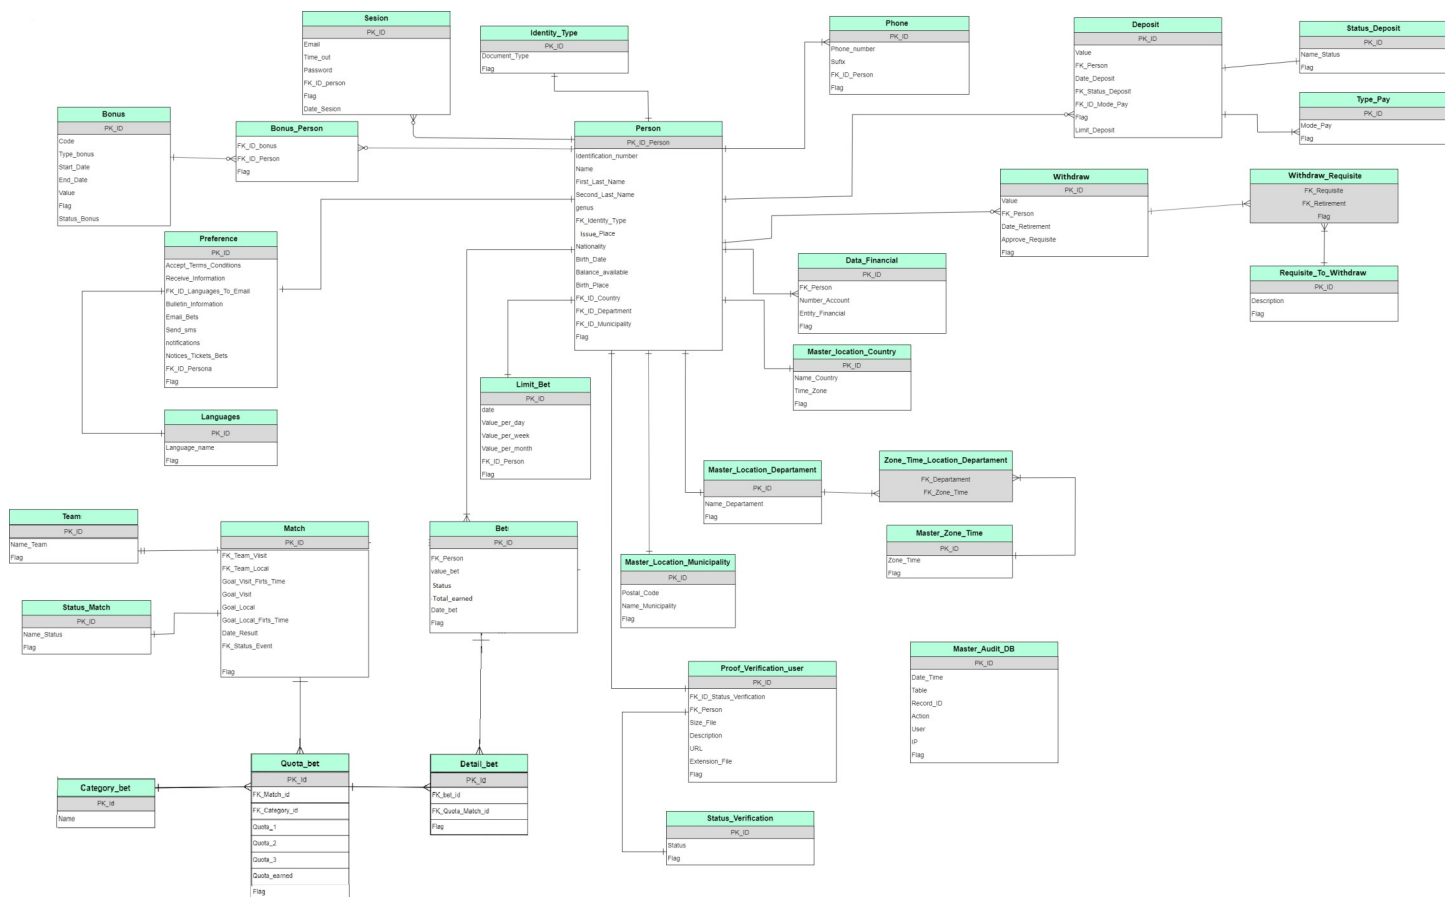 Sesion
PK_ID
Email
Time_out
Password
FK_ID_person
Flag
Date_Sesion
Identity_Type
PK_ID
Document_Type
Flag
Phone
PK_ID
Phone_number
Sufix
FK_ID_Person
Flag
Deposit
PK_ID
Value
FK_Person
Date_Deposit
FK_Status_Deposit
FK_ID_Mode_Pay
Flag
Limit_Deposit
Status_Deposit
PK_ID
Name_Status
Flag
Type_Pay
PK_ID
Mode_Pay
Flag
Bonus
PK_ID
Code
Type_bonus
Start_Date
End_Date
Value
Flag
Status_Bonus
Bonus_Person
FK_ID_bonus
FK_ID_Person
Flag
Person
PK_ID_Person
Identification_number
Name
First_Last_Name
Second_Last_Name
genus
FK_Identity_Type
Issue_Place
Nationality
Birth_Date
Balance_available
Birth_Place
FK_ID_Country
FK_ID_Department
FK_ID_Municipality
Flag
Withdraw
PK_ID
Value
FK_Person
Date_Retirement
Approve_Requisite
Flag
Withdraw_Requisite
FK_Requisite
FK_Retirement
Flag
Requisite_To_Withdraw
PK_ID
Description
Flag
Preference
PK_ID
Accept_Terms_Conditions
Receive_Information
FK_ID_Languages_To_Email
Bulletin_Information
Email_Bets
Send_sms
notifications
Notices_Tickets_Bets
FK_ID_Persona
Flag
Data_Financial
PK_ID
FK_Person
Number_Account
Entity_Financial
Flag
Master_location_Country
PK_ID
Name_Country
Time_Zone
Flag
Limit_Bet
PK_ID
date
Value_per_day
Value_per_week
Value_per_month
FK_ID_Person
Flag
Languages
PK_ID
Language_name
Flag
Master_Location_Departament
PK_ID
Name_Departament
Flag
Zone_Time_Location_Departament
FK_Departament
FK_Zone_Time
Master_Zone_Time
PK_ID
Zone_Time
Flag
Team
PK_ID
Name_Team
Flag
Match
PK_ID
FK_Team_Visit
FK_Team_Local
Goal_Visit_Firts_Time
Goal_Visit
Goal_Local
Goal_Local_Firts_Time
Date_Result
FK_Status_Event
Flag
Bet
PK_ID
FK_Person
value_bet
Status
Total_earned
Date_bet
Flag
Master_Location_Municipality
PK_ID
Postal_Code
Name_Municipality
Flag
Status_Match
PK_ID
Name_Status
Flag
Master_Audit_DB
PK_ID
Date_Time
Table
Record_ID
Action
User
IP
Flag
Proof_Verification_user
PK_ID
FK_ID_Status_Verification
FK_Person
Size_File
Description
URL
Extension_File
Flag
Category_bet
PK_Id
Name
Quota_bet
PK_Id
FK_Match_id
FK_Category_id
Quota_1
Quota_2
Quota_3
Quota_earned
Flag
Detail_bet
PK_Id
FK_bet_id
FK_Quota_Match_id
Flag
Status_Verification
PK_ID
Status
Flag